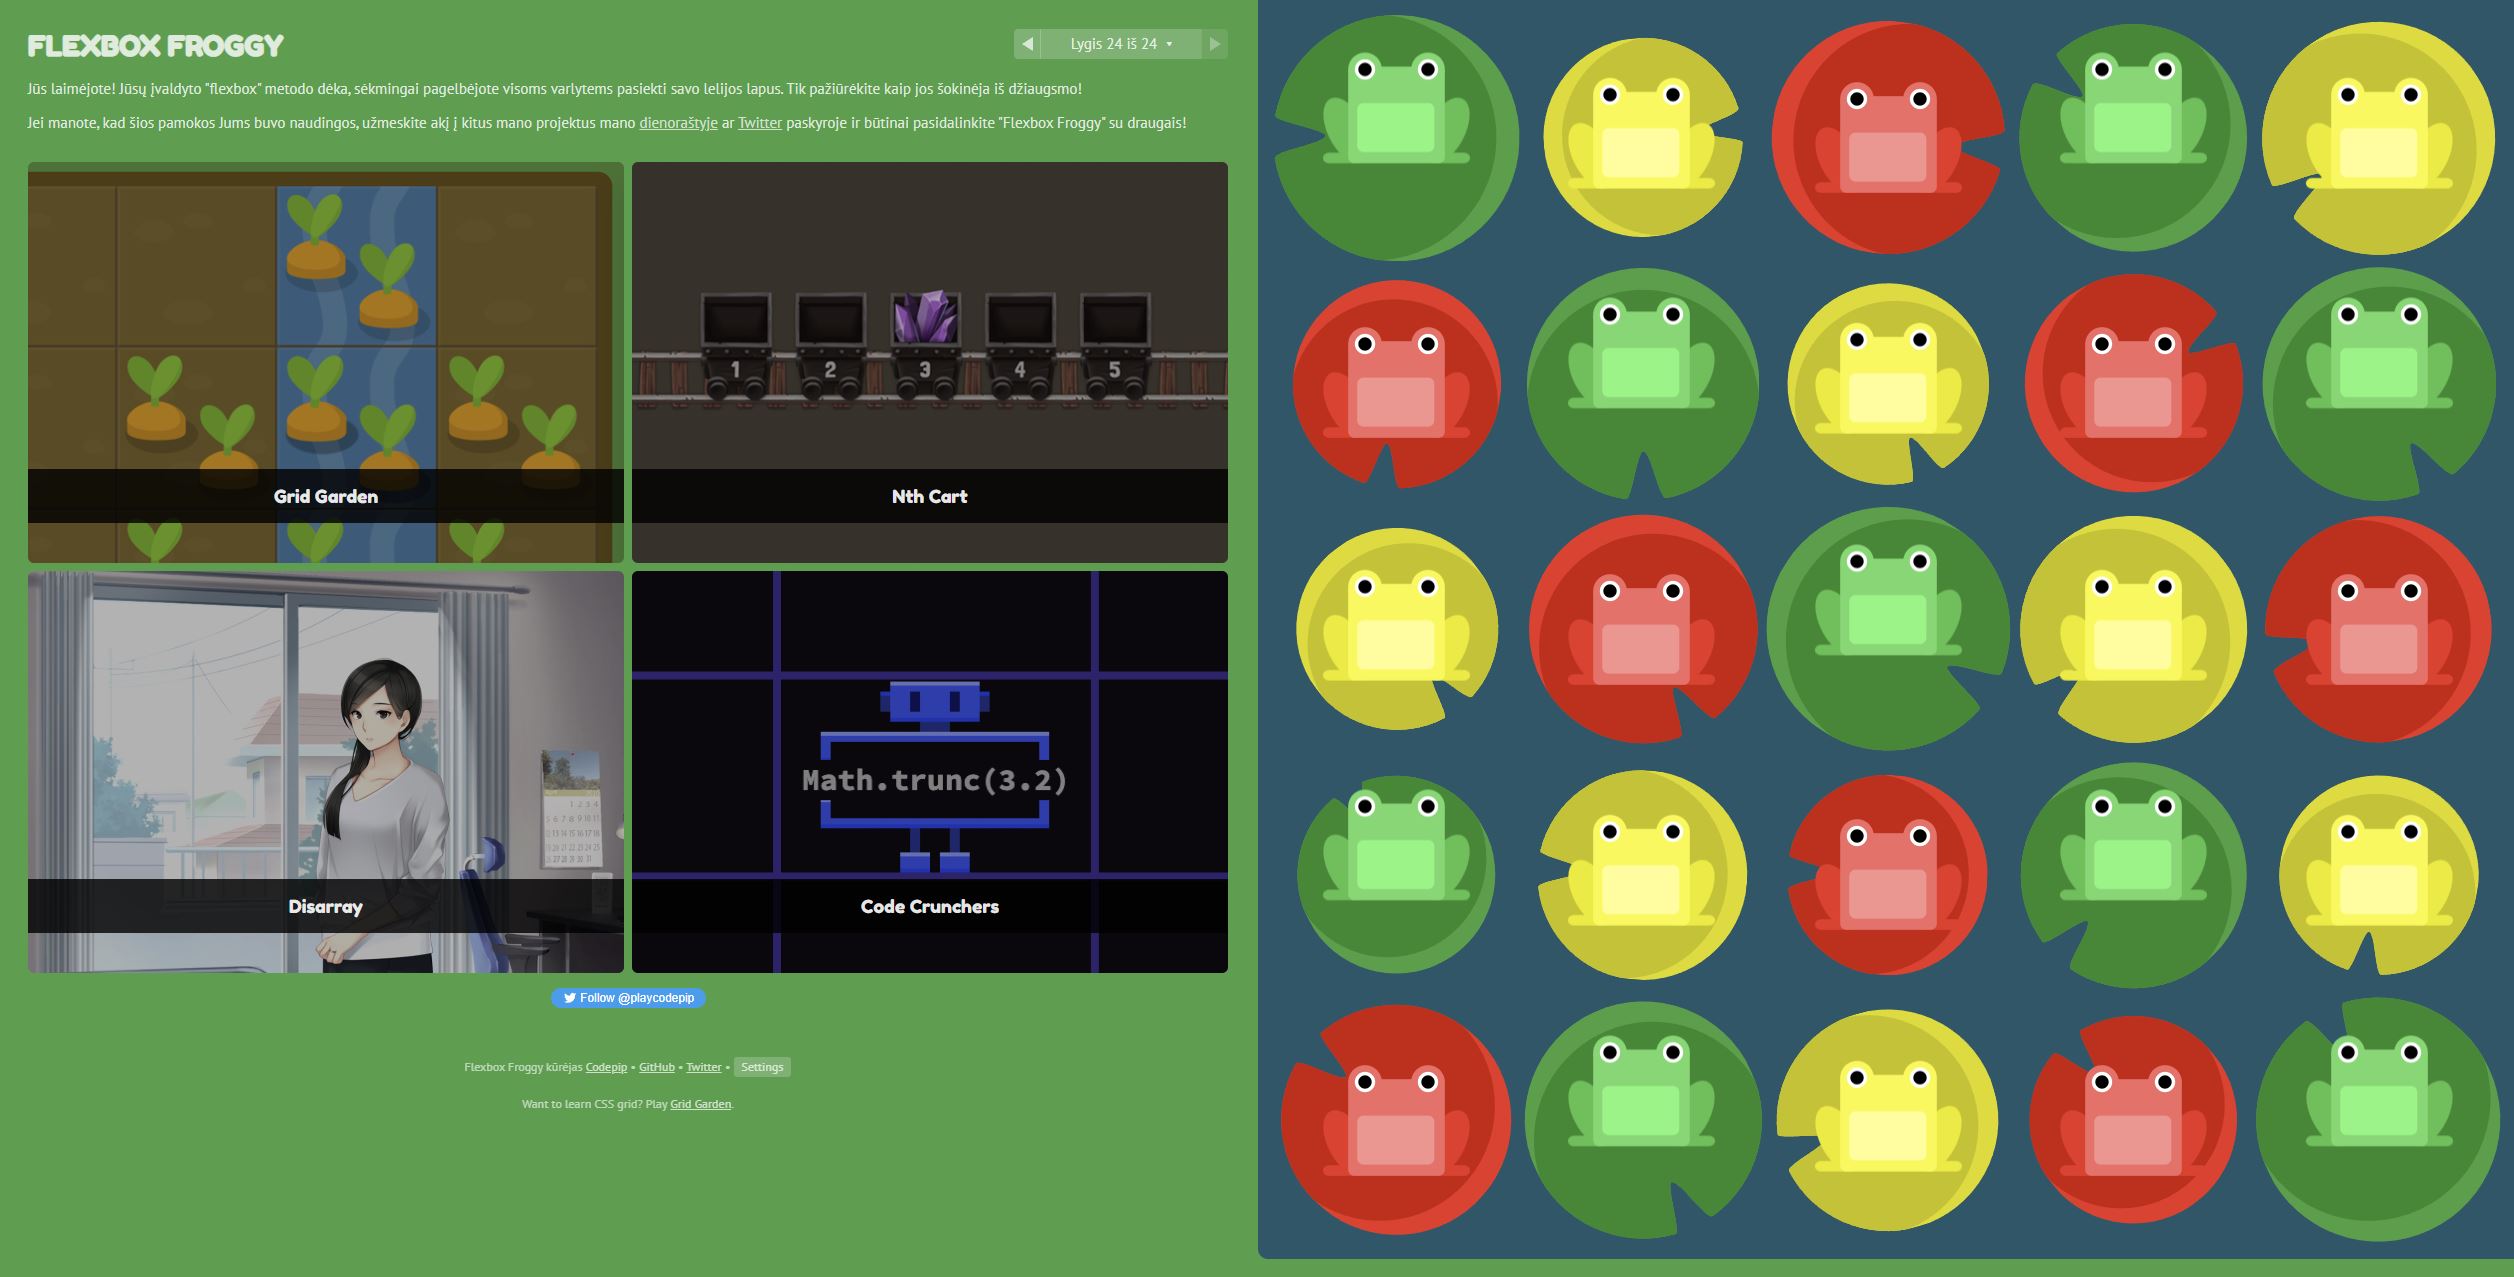 FLEXBOX FROGGY
Lygis 24 iš 24
Jūs laimėjote! Jūsų įvaldyto "flexbox" metodo dėka, sėkmingai pagelbėjote visoms varlytems pasiekti savo lelijos lapus. Tik pažiūrėkite kaip jos šokinėja iš džiaugsmo!
Jei manote, kad šios pamokos Jums buvo naudingos, užmeskite akį į kitus mano projektus mano dienoraštyje ar Twitter paskyroje ir būtinai pasidalinkite "Flexbox Froggy" su draugais!
Grid Garden
1 2 3 4 5
Nth Cart
Disarray
Math.trunc(3.2)
Code Crunchers
Follow @playcodepip
Flexbox Froggy kūrėjas Codepip • GitHub • Twitter • Settings
Want to learn CSS grid? Play Grid Garden.